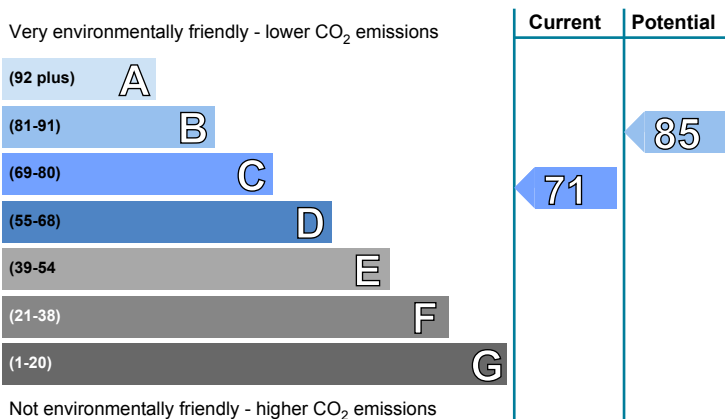 Very environmentally friendly - lower CO₂ emissions
Current Potential
(92 plus) A
(81-91) B
85
(69-80) C
71
(55-68) D
(39-54 E
(21-38) F
(1-20) G
Not environmentally friendly - higher CO₂ emissions